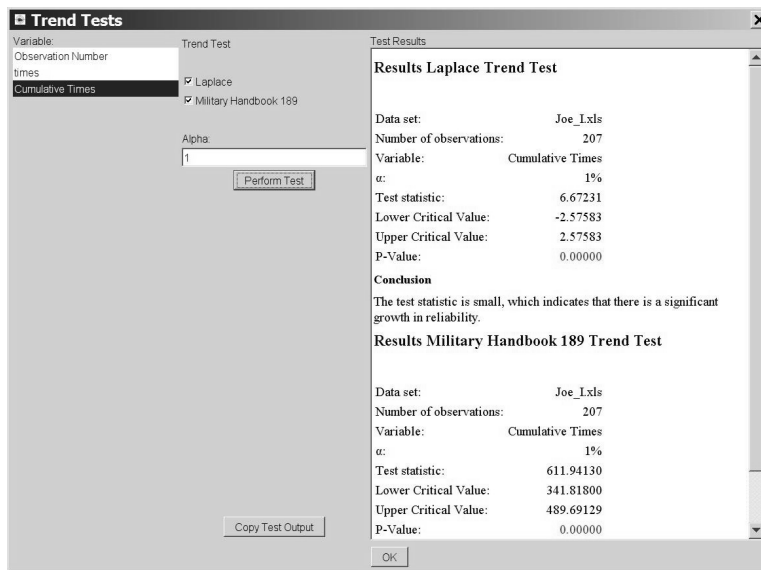 Trend Tests
Variable:
Observation Number
times
Cumulative Times
Trend Test
Laplace
Military Handbook 189
Alpha:
1
Perform Test
Copy Test Output
Test Results
Results Laplace Trend Test
Data set: Joe_Lxls
Number of observations: 207
Variable: Cumulative Times
α: 1%
Test statistic: 6.67231
Lower Critical Value: -2.57583
Upper Critical Value: 2.57583
P-Value: 0.00000
Conclusion
The test statistic is small, which indicates that there is a significant
growth in reliability.
Results Military Handbook 189 Trend Test
Data set: Joe_Lxls
Number of observations: 207
Variable: Cumulative Times
α: 1%
Test statistic: 611.94130
Lower Critical Value: 341.81800
Upper Critical Value: 489.69129
P-Value: 0.00000
OK